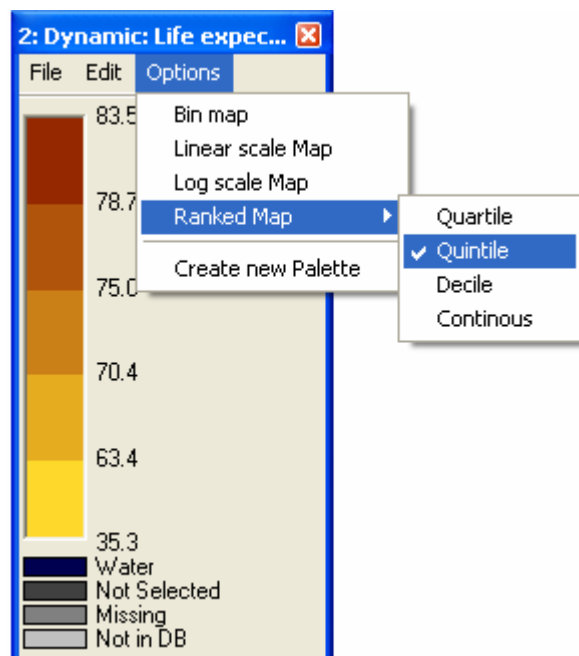 2: Dynamic: Life expec...
File Edit Options
83.5
Bin map
Linear scale Map
Log scale Map
78.7
Ranked Map
Quartile
Quintile
Create new Palette
75.0
Decile
Continous
70.4
63.4
35.3
Water
Not Selected
Missing
Not in DB